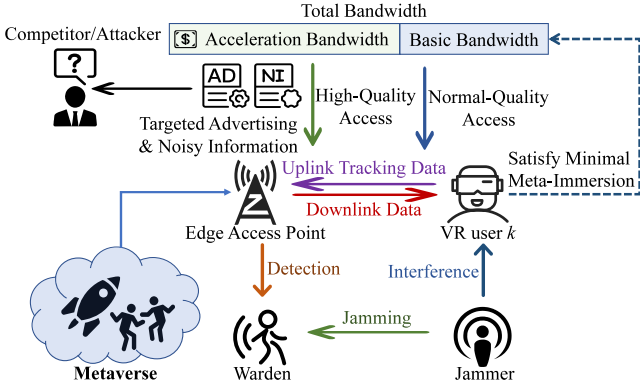 Total Bandwidth
Competitor/Attacker
$ Acceleration Bandwidth
Basic Bandwidth
?
AD
NI
High-Quality
Access
Normal-Quality
Access
Targeted Advertising
& Noisy Information
Uplink Tracking Data
Satisfy Minimal
Meta-Immersion
Downlink Data
Edge Access Point
VR user k
Detection
Interference
Jamming
Metaverse
Warden
Jammer